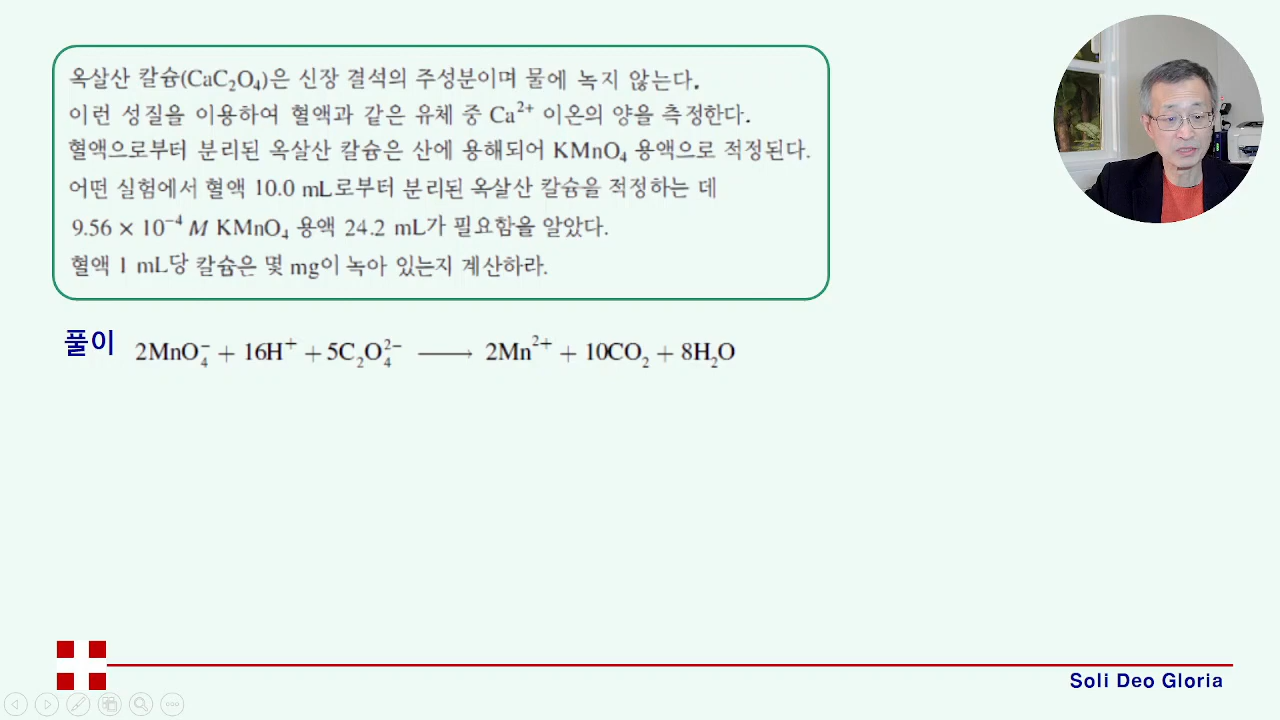 옥살산 칼슘(CaC₂O₄)은 신장 결석의 주성분이며 물에 녹지 않는다.
이런 성질을 이용하여 혈액과 같은 유체 중 Ca²⁺ 이온의 양을 측정한다.
혈액으로부터 분리된 옥살산 칼슘은 산에 용해되어 KMnO₄ 용액으로 적정된다.
어떤 실험에서 혈액 10.0 mL로부터 분리된 옥살산 칼슘을 적정하는 데
9.56 × 10⁻⁴ M KMnO₄ 용액 24.2 mL가 필요함을 알았다.
혈액 1 mL당 칼슘은 몇 mg이 녹아 있는지 계산하라.
풀이 2MnO₄⁻ + 16H⁺ + 5C₂O₄²⁻ ⟶ 2Mn²⁺ + 10CO₂ + 8H₂O
Soli Deo Gloria